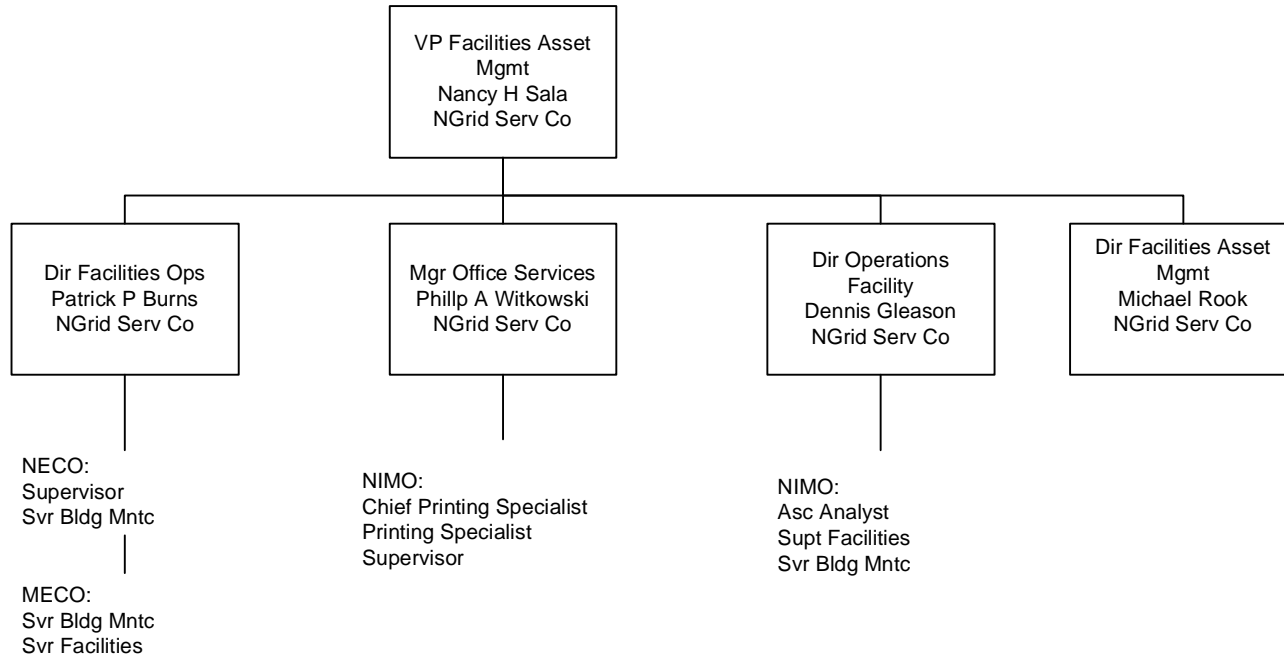 VP Facilities Asset
Mgmt
Nancy H Sala
NGrid Serv Co
Dir Facilities Ops
Patrick P Burns
NGrid Serv Co
Mgr Office Services
Phillp A Witkowski
NGrid Serv Co
Dir Operations
Facility
Dennis Gleason
NGrid Serv Co
Dir Facilities Asset
Mgmt
Michael Rook
NGrid Serv Co
NECO:
Supervisor
Svr Bldg Mntc
MECO:
Svr Bldg Mntc
Svr Facilities
NIMO:
Chief Printing Specialist
Printing Specialist
Supervisor
NIMO:
Asc Analyst
Supt Facilities
Svr Bldg Mntc